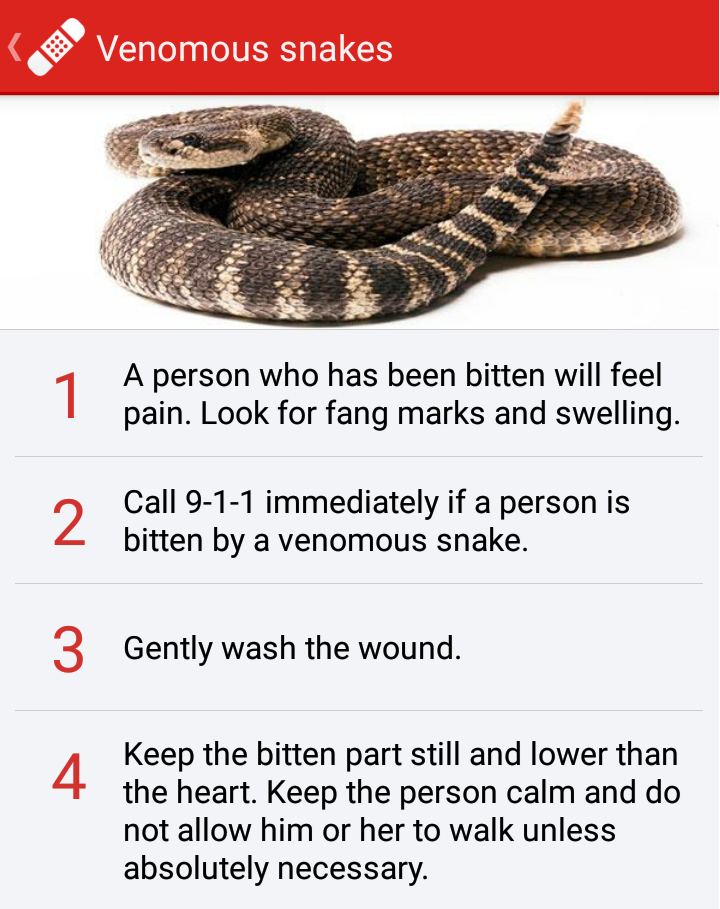 Venomous snakes
1
A person who has been bitten will feel
pain. Look for fang marks and swelling.
2
Call 9-1-1 immediately if a person is
bitten by a venomous snake.
3
Gently wash the wound.
4
Keep the bitten part still and lower than
the heart. Keep the person calm and do
not allow him or her to walk unless
absolutely necessary.